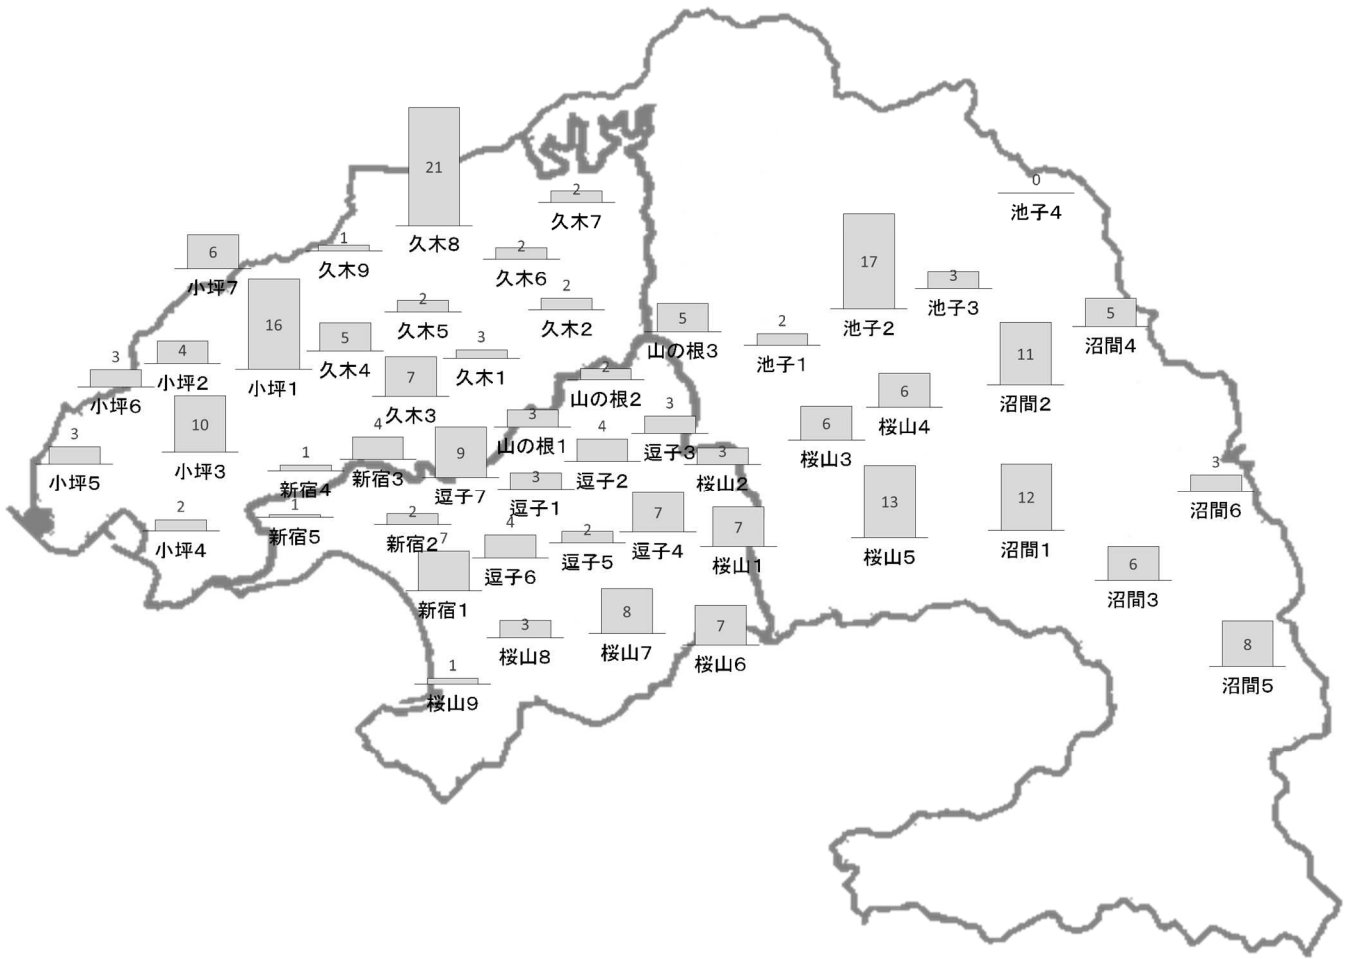 21
久木８
2
久木７
0
池子４
6
小坪７
1
久木９
2
久木６
17
池子２
3
池子３
16
小坪１
2
久木５
2
久木２
5
山の根３
2
池子１
5
沼間４
5
久木４
3
久木１
11
沼間２
4
小坪２
3
小坪６
7
久木３
2
山の根２
6
桜山４
10
小坪３
3
山の根１
3
逗子３
6
桜山３
3
小坪５
1
新宿４
4
新宿３
9
逗子７
4
逗子２
3
桜山２
3
沼間６
2
小坪４
1
新宿５
2
新宿２
3
逗子１
7
逗子４
7
桜山１
13
桜山５
12
沼間１
4
逗子６
2
逗子５
7
新宿１
6
沼間３
3
桜山８
8
桜山７
7
桜山６
8
沼間５
1
桜山９